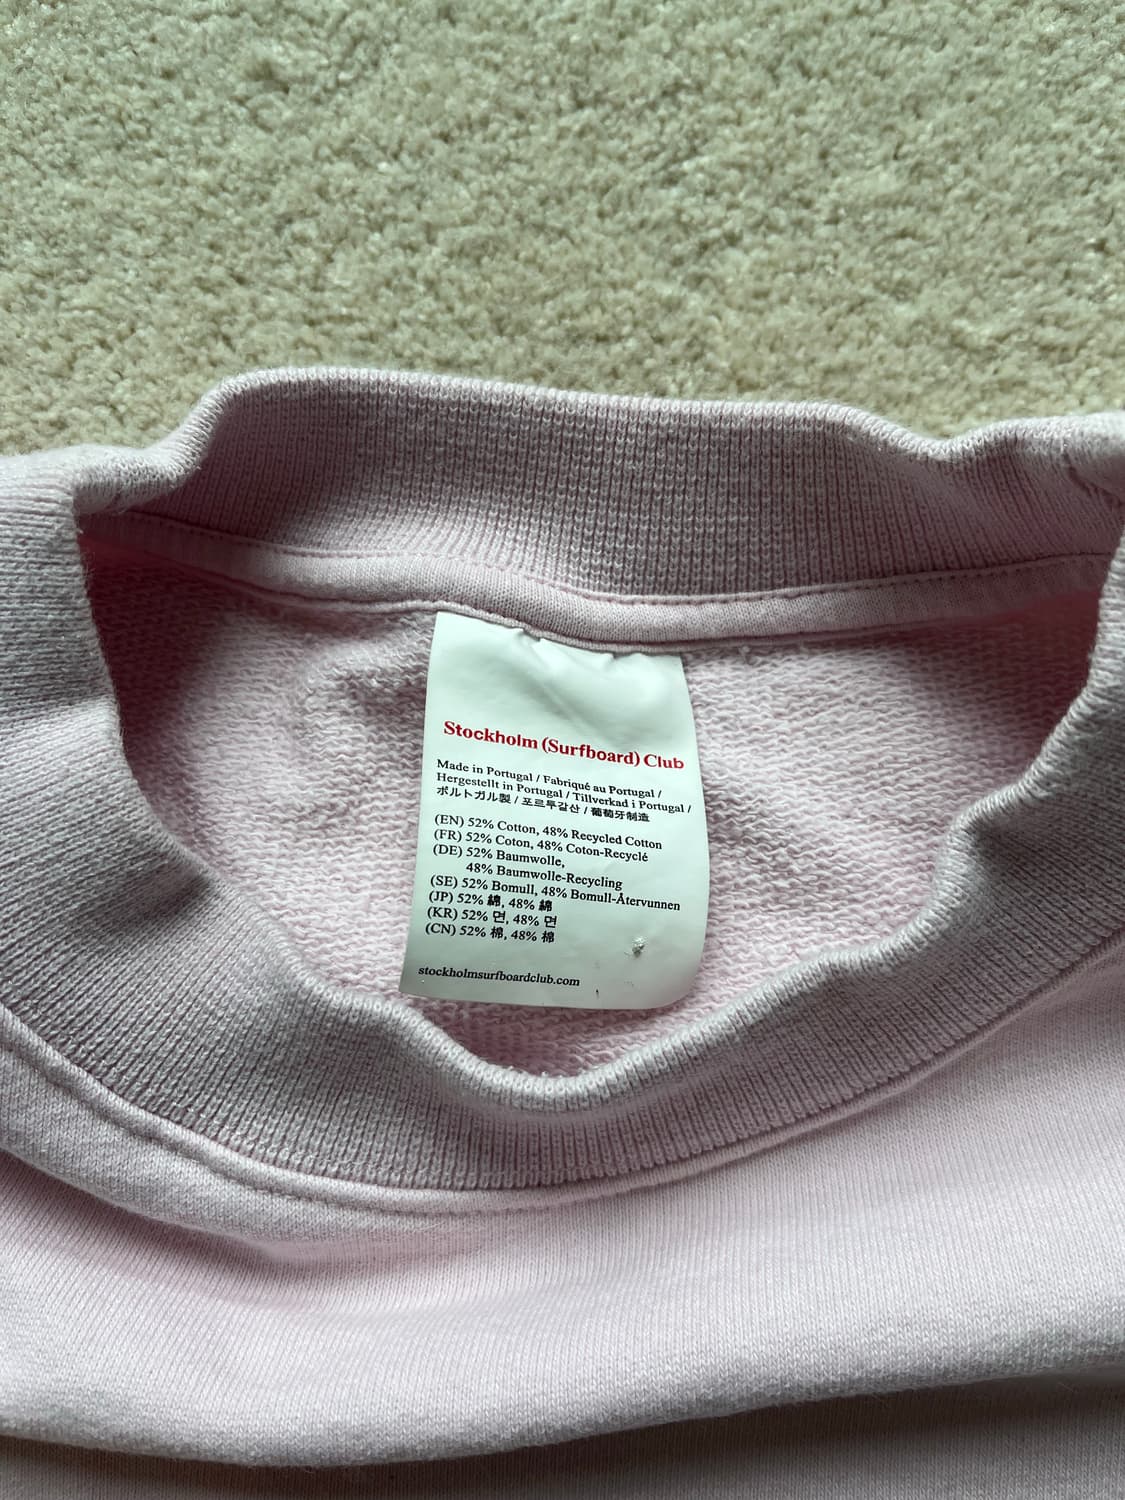 Stockholm (Surfboard) Club
Made in Portugal / Fabriqué au Portugal /
Hergestellt in Portugal / Tillverkad i Portugal /
ポルトガル製 / 포르투갈산 / 葡萄牙制造
(EN) 52% Cotton, 48% Recycled Cotton
(FR) 52% Coton, 48% Coton-Recyclé
(DE) 52% Baumwolle,
48% Baumwolle-Recycling
(SE) 52% Bomull, 48% Bomull-Återvunnen
(JP) 52% 綿, 48% 綿
(KR) 52% 면, 48% 면
(CN) 52% 棉, 48% 棉
stockholmsurfboardclub.com